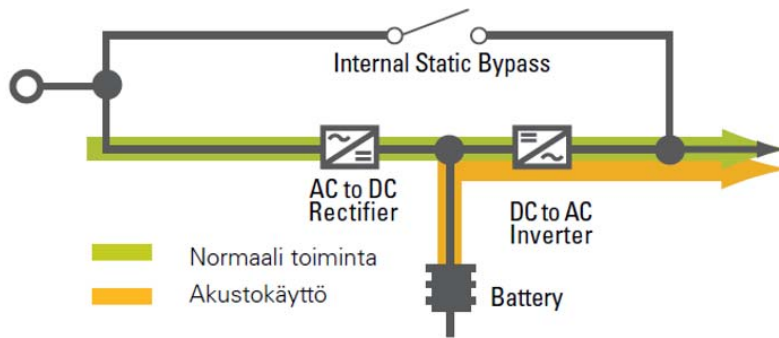 Internal Static Bypass
AC to DC
Rectifier
DC to AC
Inverter
Normaali toiminta
Akustokäyttö
Battery